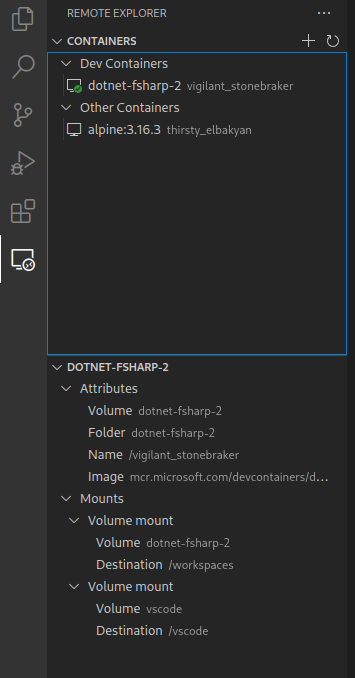 REMOTE EXPLORER
CONTAINERS
Dev Containers
dotnet-fsharp-2 vigilant_stonebraker
Other Containers
alpine:3.16.3 thirsty_elbakyan
DOTNET-FSHARP-2
Attributes
Volume dotnet-fsharp-2
Folder dotnet-fsharp-2
Name /vigilant_stonebraker
Image mcr.microsoft.com/devcontainers/d...
Mounts
Volume mount
Volume dotnet-fsharp-2
Destination /workspaces
Volume mount
Volume vscode
Destination /vscode